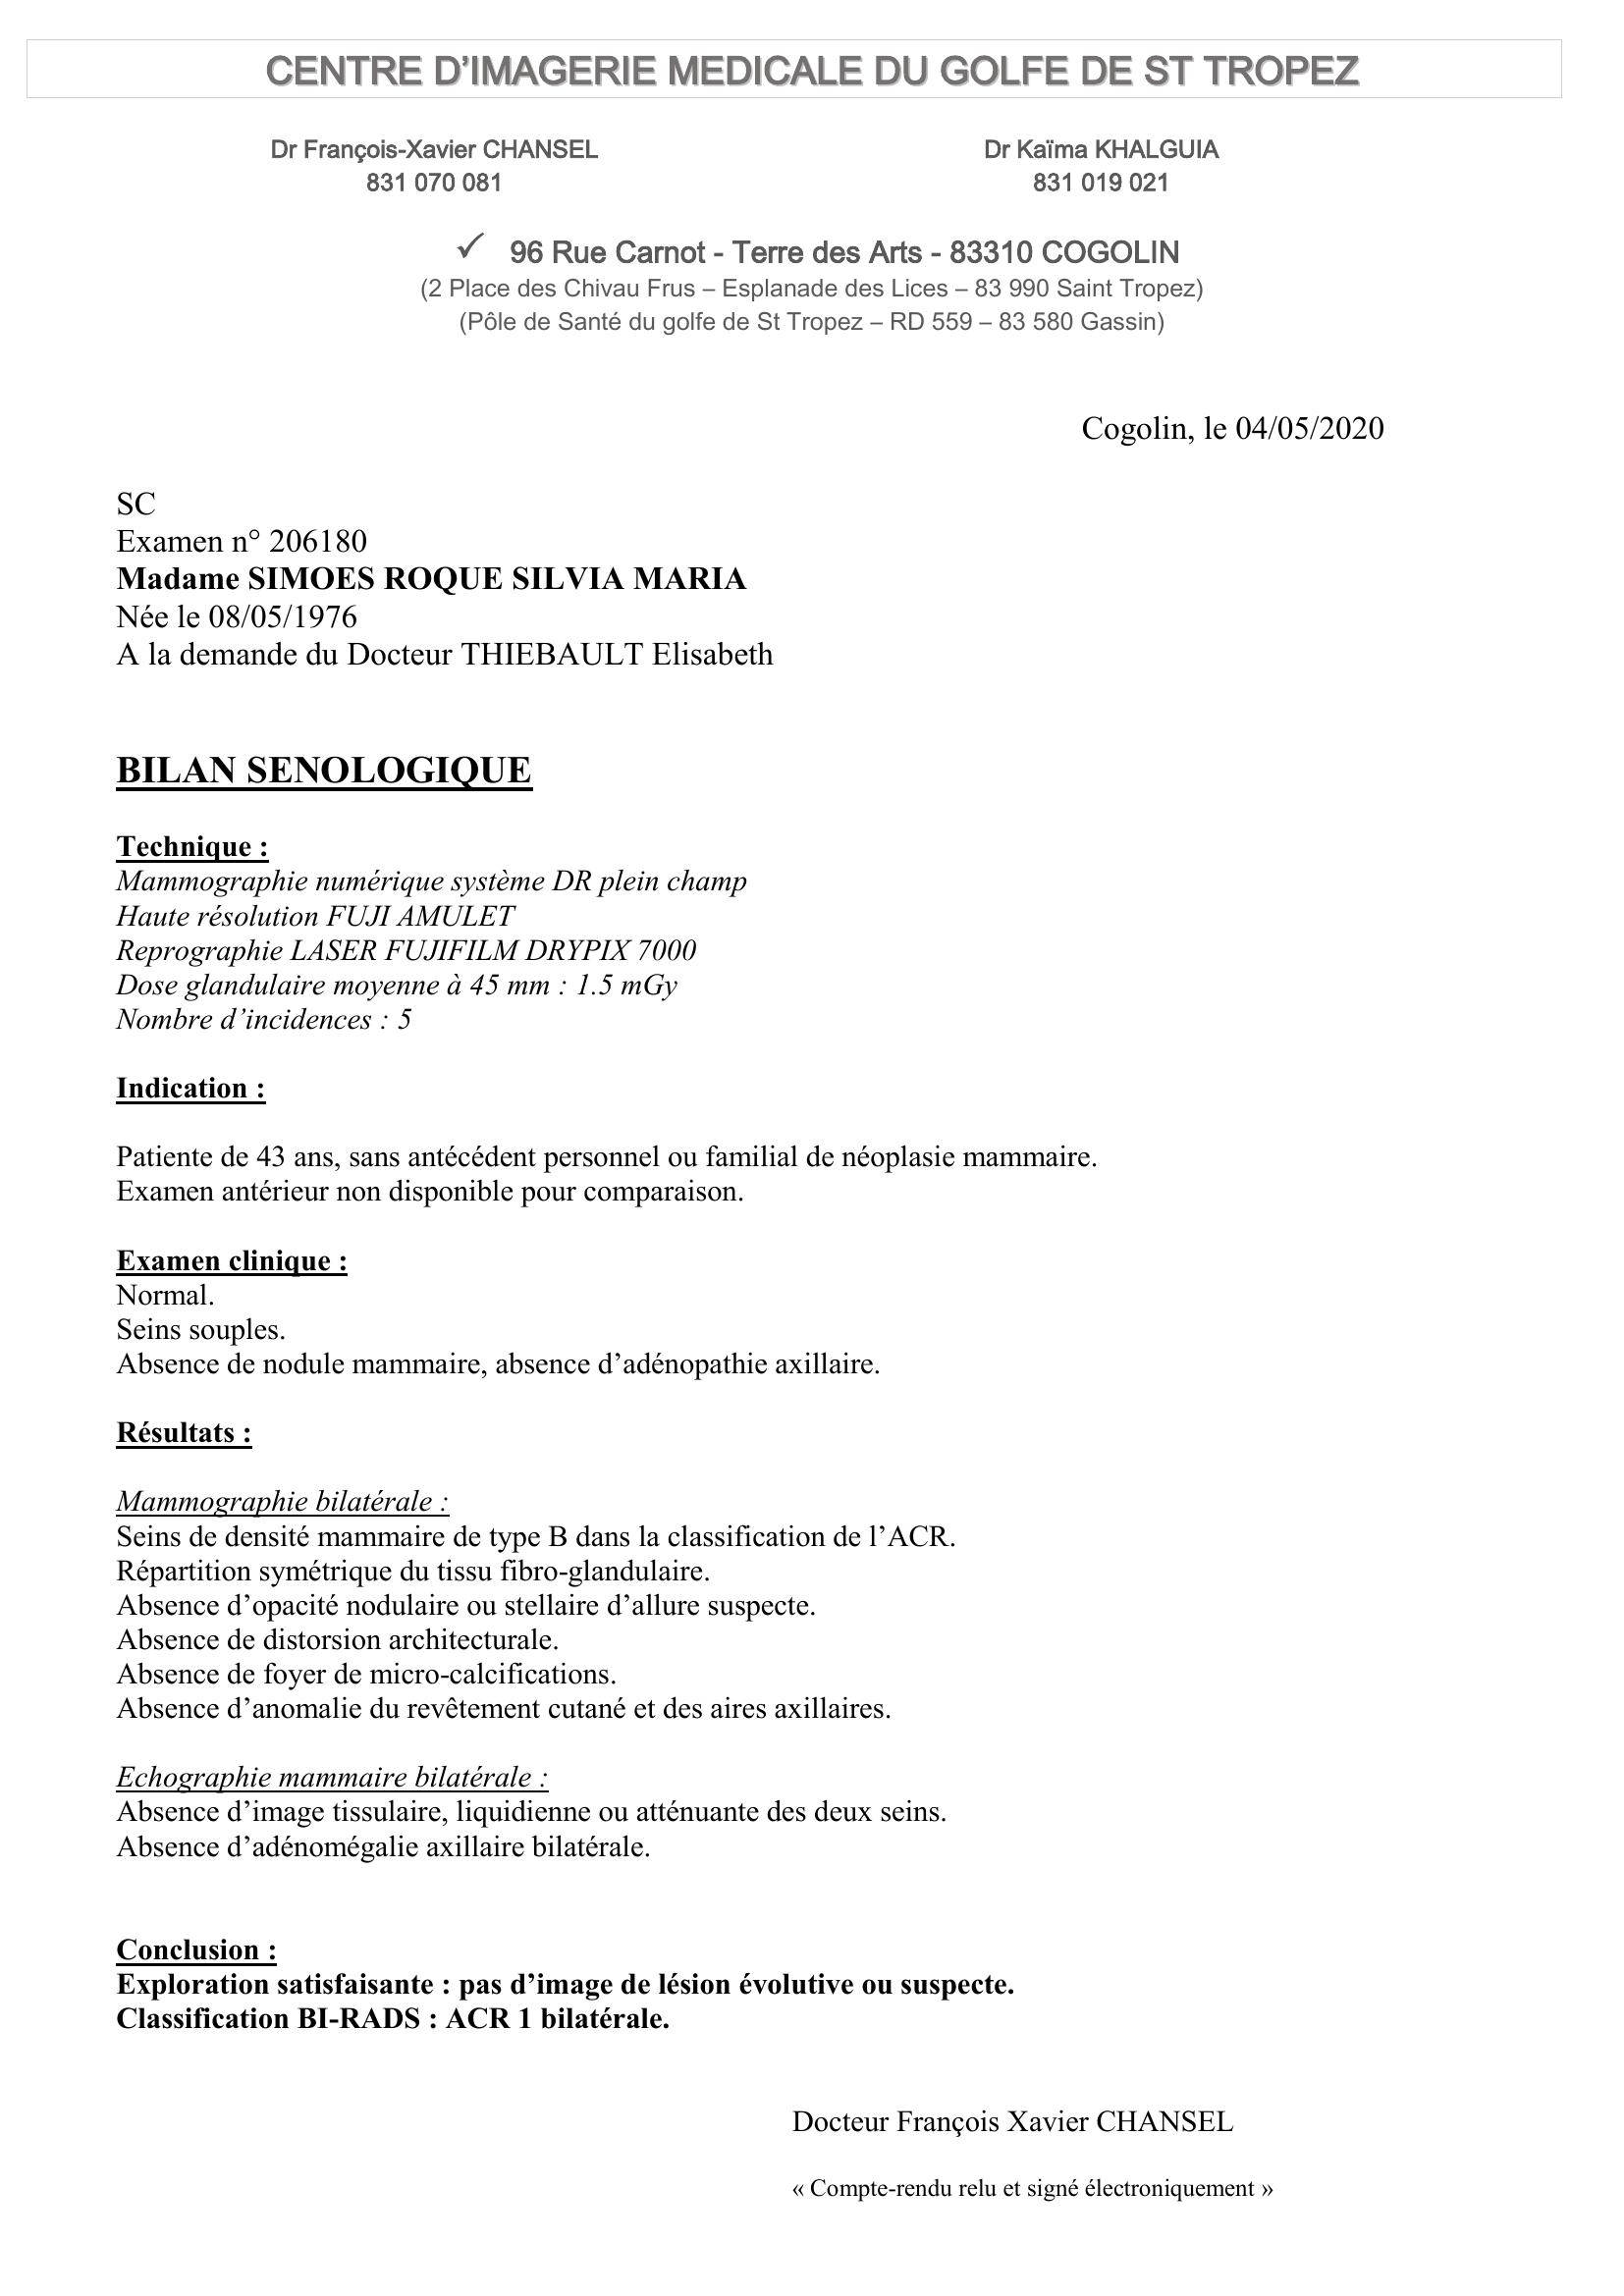 CENTRE D’IMAGERIE MEDICALE DU GOLFE DE ST TROPEZ
Dr François-Xavier CHANSEL
831 070 081
Dr Kaïma KHALGUIA
831 019 021
✓ 96 Rue Carnot - Terre des Arts - 83310 COGOLIN
(2 Place des Chivau Frus – Esplanade des Lices – 83 990 Saint Tropez)
(Pôle de Santé du golfe de St Tropez – RD 559 – 83 580 Gassin)
Cogolin, le 04/05/2020
SC
Examen n° 206180
Madame SIMOES ROQUE SILVIA MARIA
Née le 08/05/1976
A la demande du Docteur THIEBAULT Elisabeth
BILAN SENOLOGIQUE
Technique :
Mammographie numérique système DR plein champ
Haute résolution FUJI AMULET
Reprographie LASER FUJIFILM DRYPIX 7000
Dose glandulaire moyenne à 45 mm : 1.5 mGy
Nombre d’incidences : 5
Indication :
Patiente de 43 ans, sans antécédent personnel ou familial de néoplasie mammaire.
Examen antérieur non disponible pour comparaison.
Examen clinique :
Normal.
Seins souples.
Absence de nodule mammaire, absence d’adénopathie axillaire.
Résultats :
Mammographie bilatérale :
Seins de densité mammaire de type B dans la classification de l’ACR.
Répartition symétrique du tissu fibro-glandulaire.
Absence d’opacité nodulaire ou stellaire d’allure suspecte.
Absence de distorsion architecturale.
Absence de foyer de micro-calcifications.
Absence d’anomalie du revêtement cutané et des aires axillaires.
Echographie mammaire bilatérale :
Absence d’image tissulaire, liquidienne ou atténuante des deux seins.
Absence d’adénomégalie axillaire bilatérale.
Conclusion :
Exploration satisfaisante : pas d’image de lésion évolutive ou suspecte.
Classification BI-RADS : ACR 1 bilatérale.
Docteur François Xavier CHANSEL
« Compte-rendu relu et signé électroniquement »